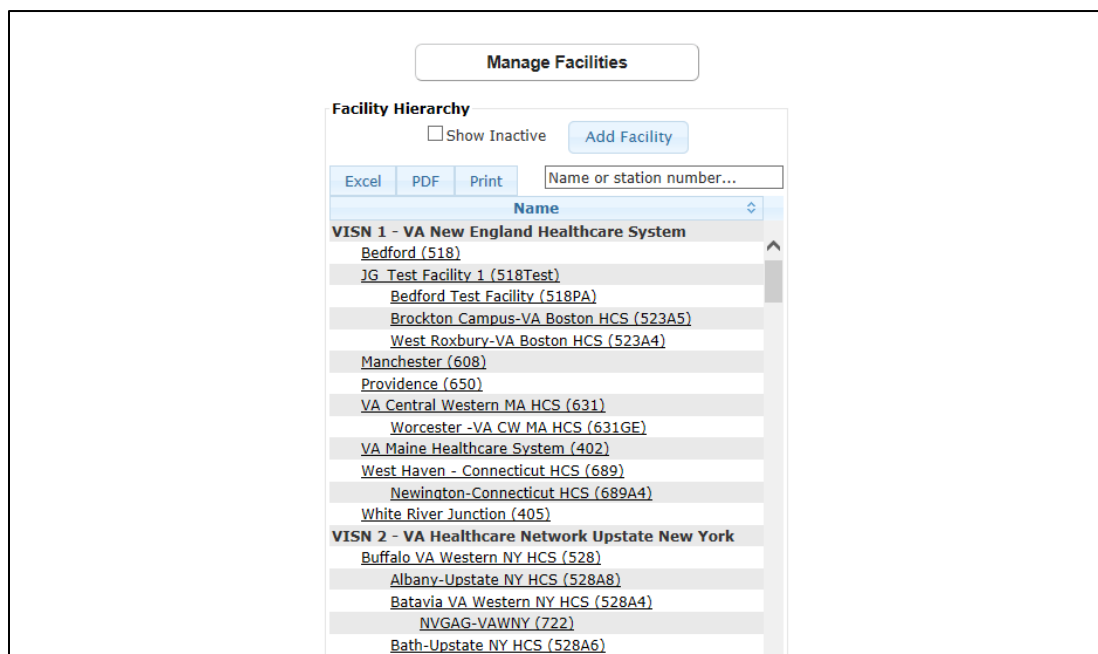 Manage Facilities
Facility Hierarchy
Show Inactive Add Facility
Excel PDF Print Name or station number...
Name
VISN 1 - VA New England Healthcare System
Bedford (518)
JG_Test Facility 1 (518Test)
Bedford Test Facility (518PA)
Brockton Campus-VA Boston HCS (523A5)
West Roxbury-VA Boston HCS (523A4)
Manchester (608)
Providence (650)
VA Central Western MA HCS (631)
Worcester -VA CW MA HCS (631GE)
VA Maine Healthcare System (402)
West Haven - Connecticut HCS (689)
Newington-Connecticut HCS (689A4)
White River Junction (405)
VISN 2 - VA Healthcare Network Upstate New York
Buffalo VA Western NY HCS (528)
Albany-Upstate NY HCS (528A8)
Batavia VA Western NY HCS (528A4)
NVGAG-VAWNY (722)
Bath-Upstate NY HCS (528A6)